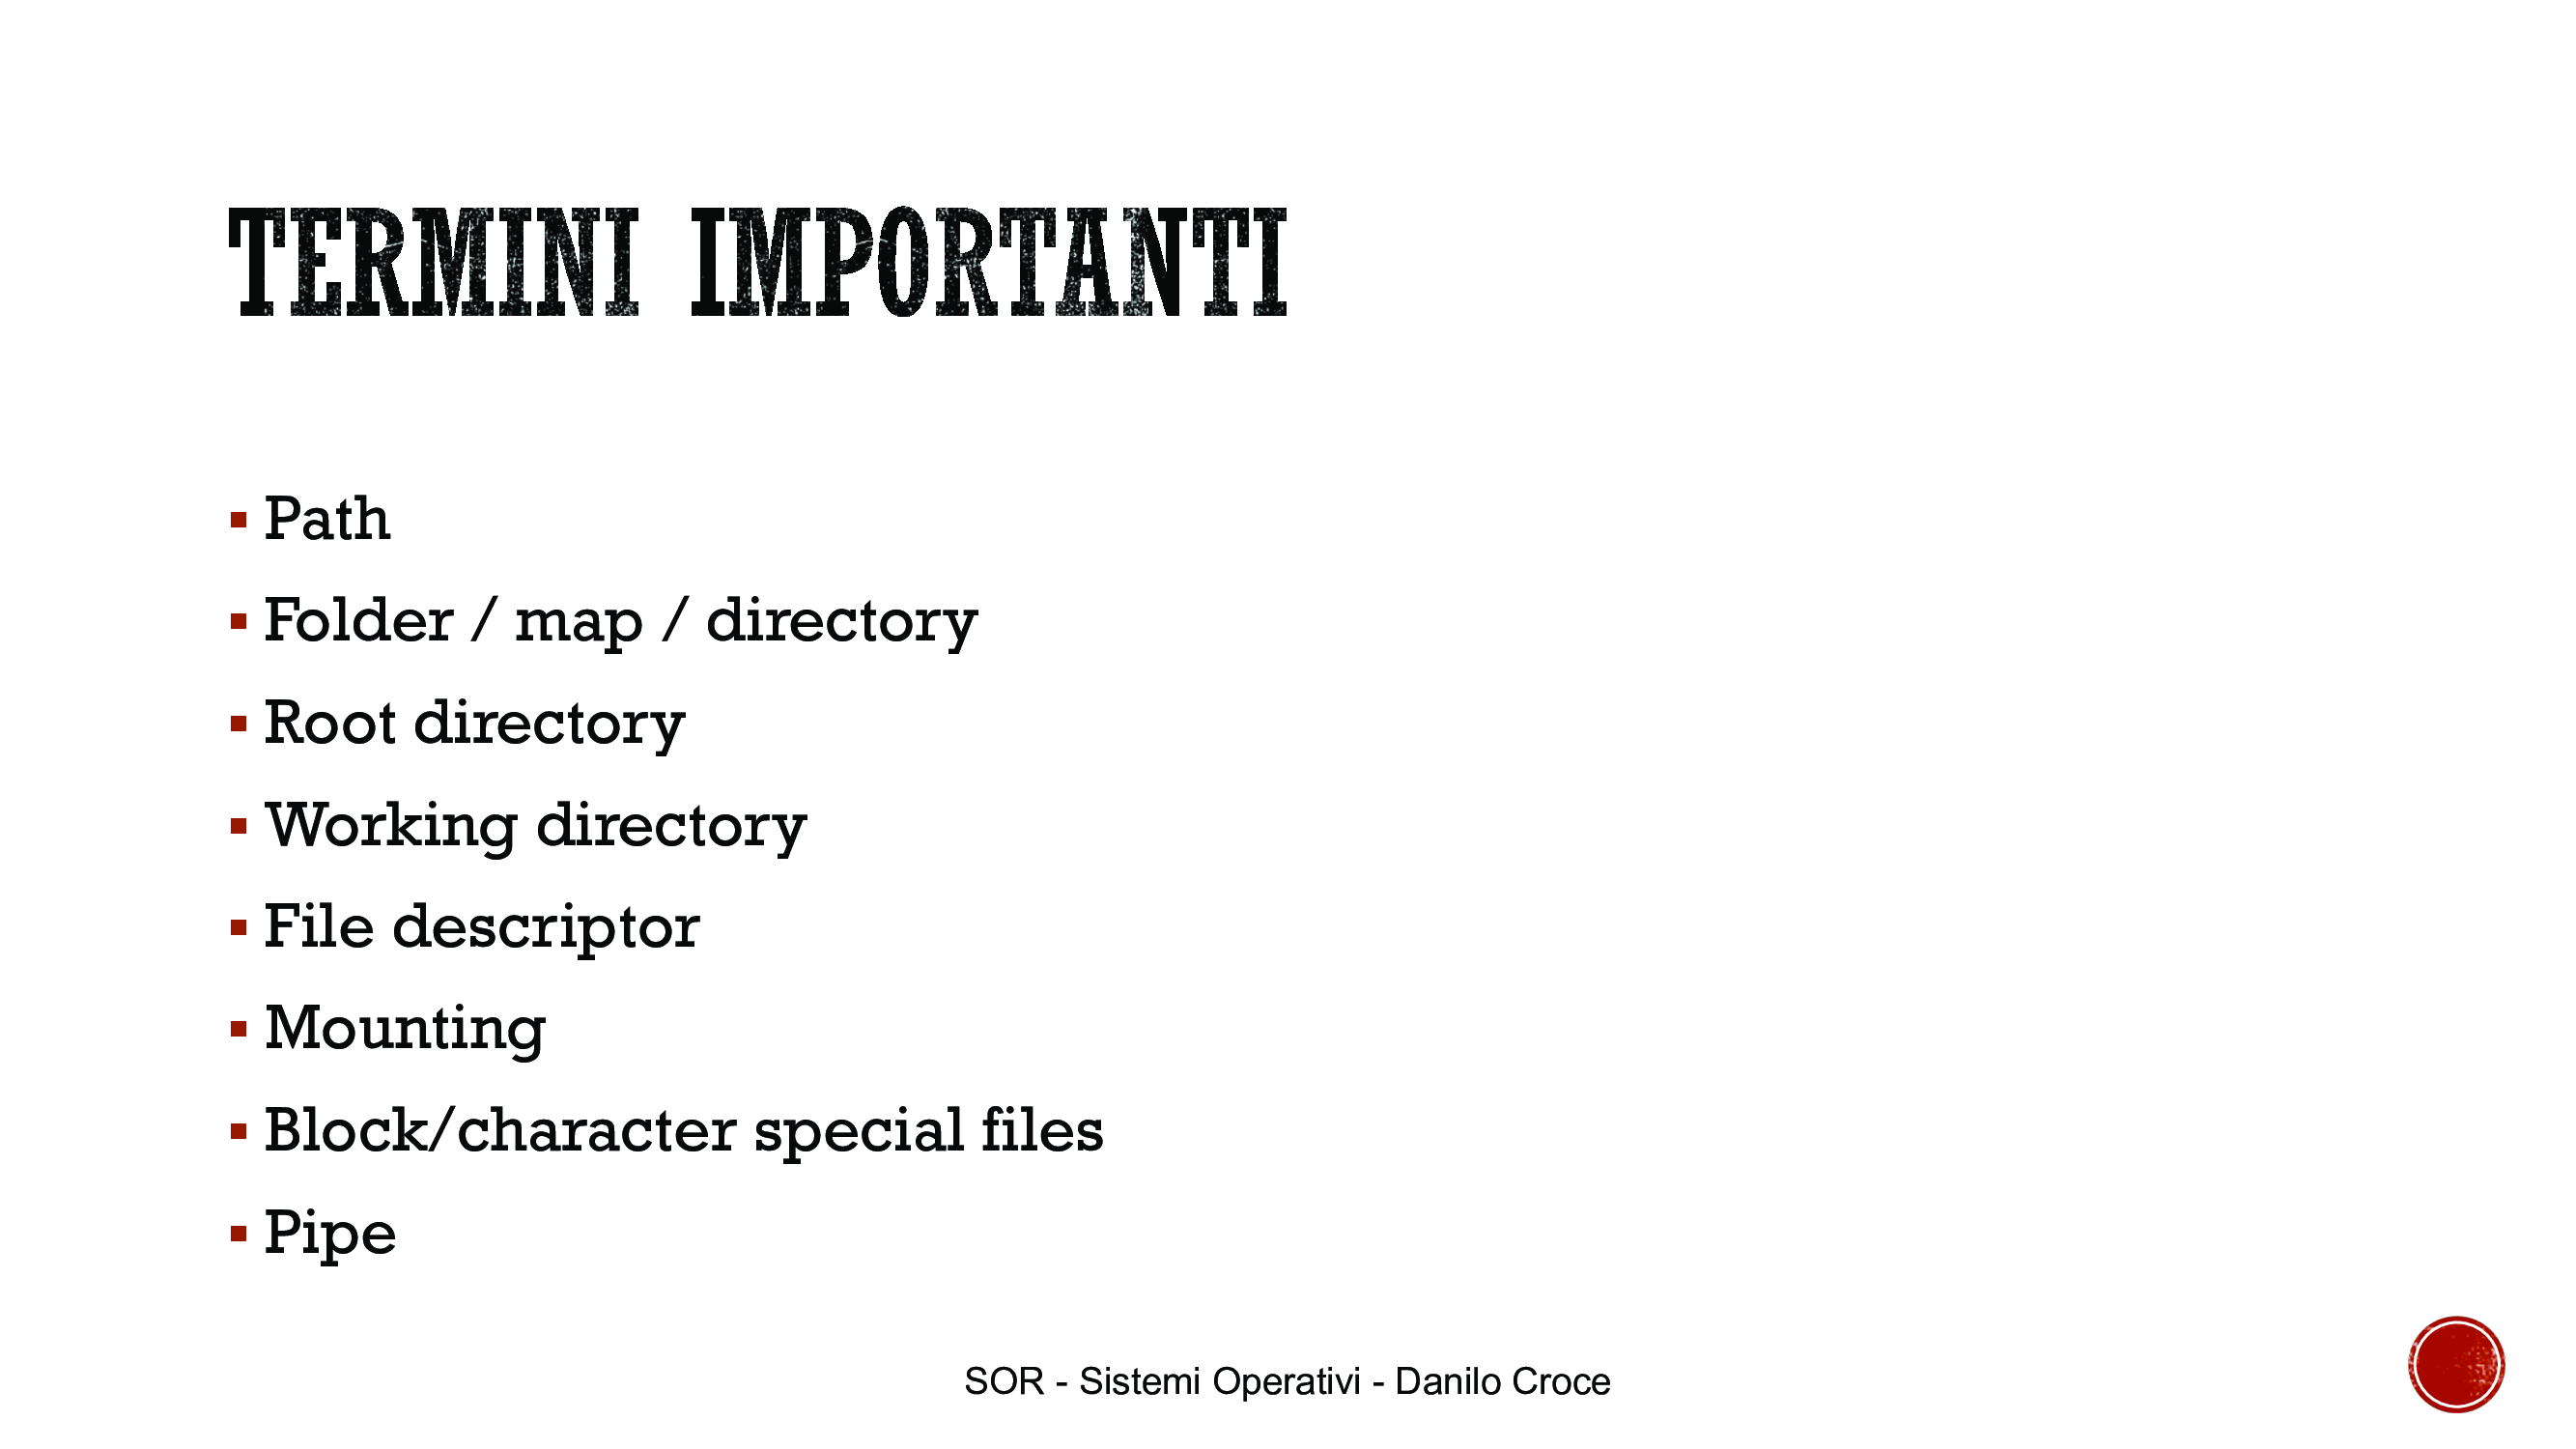 TERMINI IMPORTANTI
▪ Path
▪ Folder / map / directory
▪ Root directory
▪ Working directory
▪ File descriptor
▪ Mounting
▪ Block/character special files
▪ Pipe
SOR - Sistemi Operativi - Danilo Croce